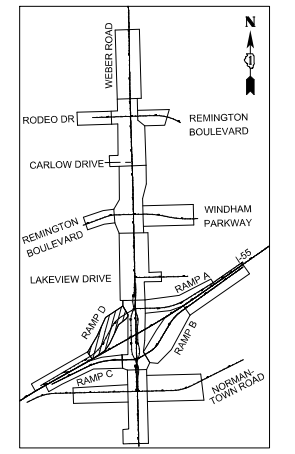 WEBER ROAD
N
RODEO DR
REMINGTON
BOULEVARD
CARLOW DRIVE
REMINGTON
BOULEVARD
WINDHAM
PARKWAY
LAKEVIEW DRIVE
I-55
RAMP A
RAMP D
RAMP B
RAMP C
NORMAN-
TOWN ROAD